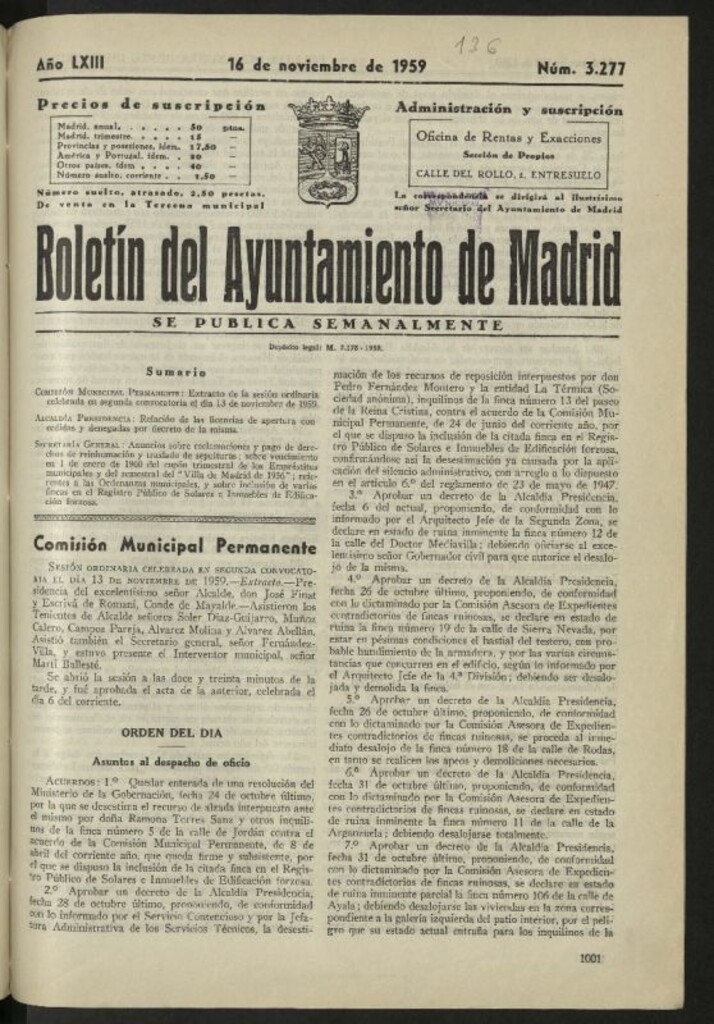 136
Año LXIII 16 de noviembre de 1959 Núm. 3.277
Precios de suscripción
Madrid, anual. . . . . . 50 ptas.
Madrid, trimestre. . . . 15 —
Provincias y posesiones, ídem. . 17,50 —
América y Portugal, ídem. . 20 —
Otros países, ídem . . . . 40 —
Número suelto, corriente . . 1,50 —
Número suelto, atrasado, 2,50 pesetas.
De venta en la Tercena municipal
Administración y suscripción
Oficina de Rentas y Exacciones
Sección de Propios
CALLE DEL ROLLO, 2, ENTRESUELO
La correspondencia se dirigirá al ilustrísimo
señor Secretario del Ayuntamiento de Madrid
Boletín del Ayuntamiento de Madrid
SE PUBLICA SEMANALMENTE
Depósito legal: M. 7.178-1958.
Sumario
COMISIÓN MUNICIPAL PERMANENTE: Extracto de la sesión ordinaria
celebrada en segunda convocatoria el día 13 de noviembre de 1959.
ALCALDÍA PRESIDENCIA: Relación de las licencias de apertura con-
cedidas y denegadas por decreto de la misma.
SECRETARÍA GENERAL: Anuncios sobre reclamaciones y pago de dere-
chos de reinhumación y traslado de sepulturas; sobre vencimiento
en 1 de enero de 1960 del cupón trimestral de los Empréstitos
municipales y del semestral del "Villa de Madrid de 1956"; refe-
rentes a las Ordenanzas municipales, y sobre inclusión de varias
fincas en el Registro Público de Solares e Inmuebles de Edifica-
ción forzosa.
Comisión Municipal Permanente
SESIÓN ORDINARIA CELEBRADA EN SEGUNDA CONVOCATO-
RIA EL DÍA 13 DE NOVIEMBRE DE 1959.—Extracto.—Pre-
sidencia del excelentísimo señor Alcalde, don José Finat
y Escrivá de Romaní, Conde de Mayalde.—Asistieron los
Tenientes de Alcalde señores Soler Díaz-Guijarro, Muñoz
Calero, Campos Pareja, Alvarez Molina y Alvarez Abellán.
Asistió también el Secretario general, señor Fernández-
Villa, y estuvo presente el Interventor municipal, señor
Martí Ballesté.
Se abrió la sesión a las doce y treinta minutos de la
tarde, y fué aprobada el acta de la anterior, celebrada el
día 6 del corriente.
ORDEN DEL DIA
Asuntos al despacho de oficio
ACUERDOS: 1.º Quedar enterada de una resolución del
Ministerio de la Gobernación, fecha 24 de octubre último,
por la que se desestima el recurso de alzada interpuesto ante
el mismo por doña Ramona Torres Sanz y otros inquili-
nos de la finca número 5 de la calle de Jordán contra el
acuerdo de la Comisión Municipal Permanente, de 8 de
abril del corriente año, que queda firme y subsistente, por
el que se dispuso la inclusión de la citada finca en el Regis-
tro Público de Solares e Inmuebles de Edificación forzosa.
2.º Aprobar un decreto de la Alcaldía Presidencia,
fecha 28 de octubre último, proponiendo, de conformidad
con lo informado por el Servicio Contencioso y por la Jefa-
tura Administrativa de los Servicios Técnicos, la desesti-
mación de los recursos de reposición interpuestos por don
Pedro Fernández Montero y la entidad La Térmica (So-
ciedad anónima), inquilinos de la finca número 13 del paseo
de la Reina Cristina, contra el acuerdo de la Comisión Mu-
nicipal Permanente, de 24 de junio del corriente año, por
el que se dispuso la inclusión de la citada finca en el Regis-
tro Público de Solares e Inmuebles de Edificación forzosa,
confirmándose así la desestimación ya causada por la apli-
cación del silencio administrativo, con arreglo a lo dispuesto
en el artículo 6.º del reglamento de 23 de mayo de 1947.
3.º Aprobar un decreto de la Alcaldía Presidencia,
fecha 6 del actual, proponiendo, de conformidad con lo
informado por el Arquitecto Jefe de la Segunda Zona, se
declare en estado de ruina inminente la finca número 12 de
la calle del Doctor Mediavilla; debiendo oficiarse al exce-
lentísimo señor Gobernador civil para que autorice el desalo-
jo de la misma.
4.º Aprobar un decreto de la Alcaldía Presidencia,
fecha 26 de octubre último, proponiendo, de conformidad
con lo dictaminado por la Comisión Asesora de Expedientes
contradictorios de fincas ruinosas, se declare en estado de
ruina la finca número 19 de la calle de Sierra Nevada, por
estar en pésimas condiciones el hastial del testero, con pro-
bable hundimiento de la armadura, y por las varias circuns-
tancias que concurren en el edificio, según lo informado por
el Arquitecto Jefe de la 4.ª División; debiendo ser desalo-
jada y demolida la finca.
5.º Aprobar un decreto de la Alcaldía Presidencia,
fecha 26 de octubre último, proponiendo, de conformidad
con lo dictaminado por la Comisión Asesora de Expedien-
tes contradictorios de fincas ruinosas, se proceda al inme-
diato desalojo de la finca número 18 de la calle de Rodas,
en tanto se realicen los apeos y demoliciones necesarios.
6.º Aprobar un decreto de la Alcaldía Presidencia,
fecha 31 de octubre último, proponiendo, de conformidad
con lo dictaminado por la Comisión Asesora de Expedien-
tes contradictorios de fincas ruinosas, se declare en estado
de ruina inminente la finca número 11 de la calle de la
Arganzuela; debiendo desalojarse totalmente.
7.º Aprobar un decreto de la Alcaldía Presidencia,
fecha 31 de octubre último, proponiendo, de conformidad
con lo dictaminado por la Comisión Asesora de Expedien-
tes contradictorios de fincas ruinosas, se declare en estado
de ruina inminente parcial la finca número 106 de la calle de
Ayala; debiendo desalojarse las viviendas en la zona corres-
pondiente a la galería izquierda del patio interior, por el peli-
gro que su estado actual entraña para los inquilinos de la
1001